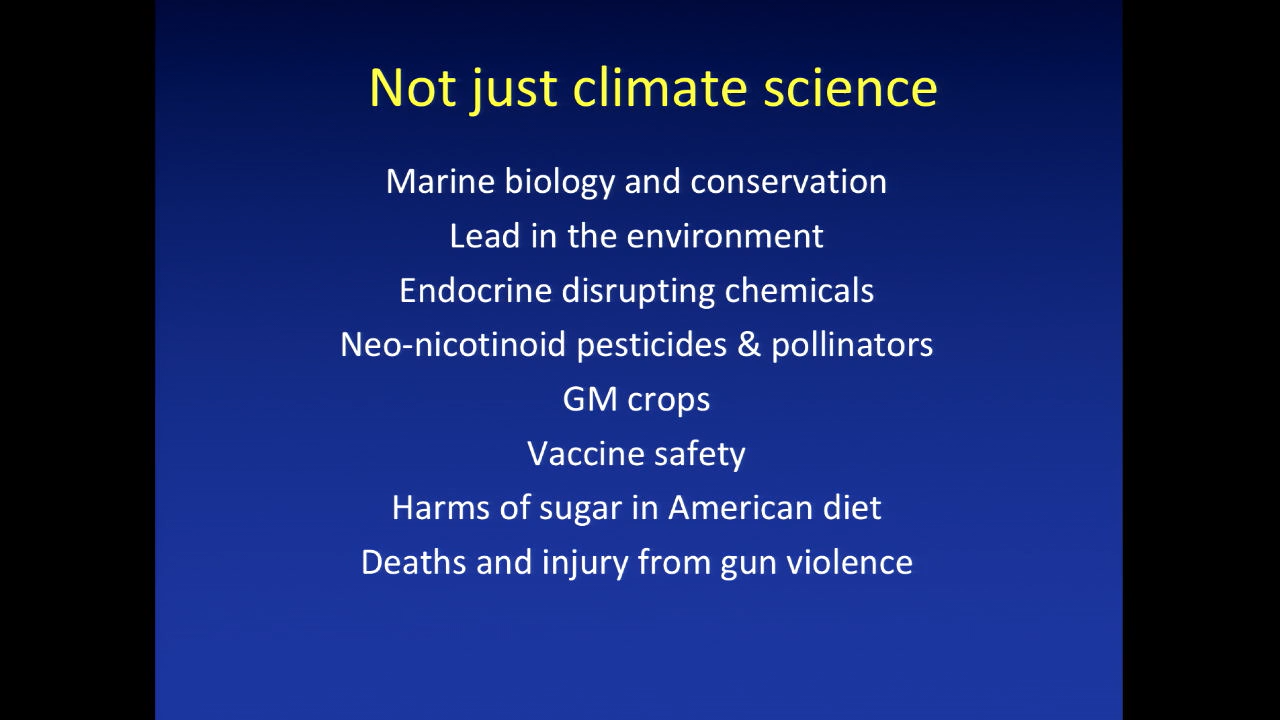 Not just climate science
Marine biology and conservation
Lead in the environment
Endocrine disrupting chemicals
Neo-nicotinoid pesticides & pollinators
GM crops
Vaccine safety
Harms of sugar in American diet
Deaths and injury from gun violence